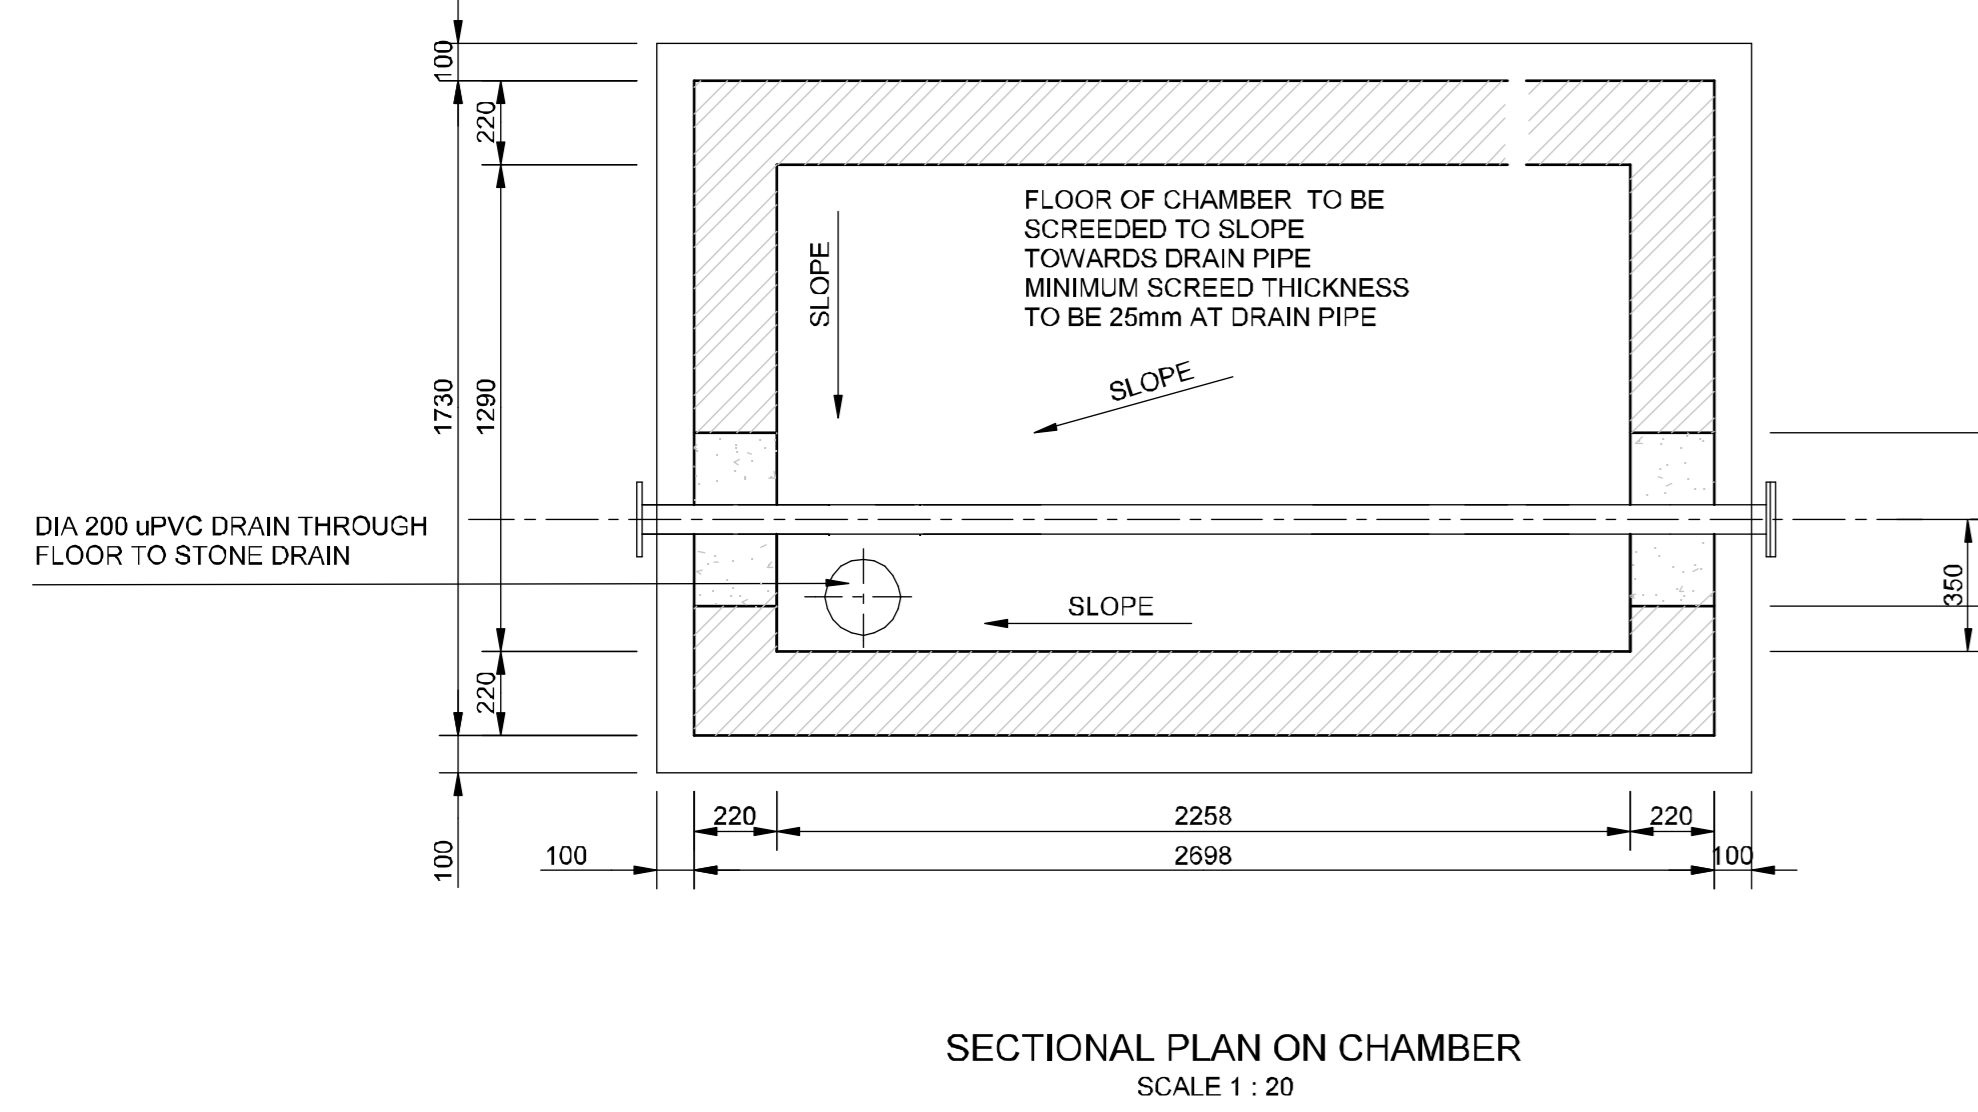 100
220
FLOOR OF CHAMBER TO BE
SCREEDED TO SLOPE
TOWARDS DRAIN PIPE
MINIMUM SCREED THICKNESS
TO BE 25mm AT DRAIN PIPE
SLOPE
SLOPE
1730
1290
DIA 200 uPVC DRAIN THROUGH
FLOOR TO STONE DRAIN
350
SLOPE
220
100
220
2258
220
100
2698
100
SECTIONAL PLAN ON CHAMBER
SCALE 1 : 20